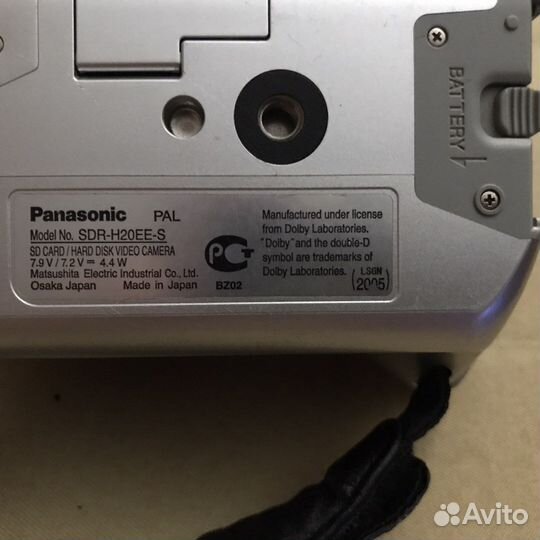 BATTERY
Panasonic PAL
Model No. SDR-H20EE-S
SD CARD / HARD DISK VIDEO CAMERA
7.9 V / 7.2 V ⎓ 4.4 W
Matsushita Electric Industrial Co., Ltd.
Osaka Japan Made in Japan
BZ02
Manufactured under license
from Dolby Laboratories.
"Dolby" and the double-D
symbol are trademarks of
Dolby Laboratories.
LSGN
2005
Avito